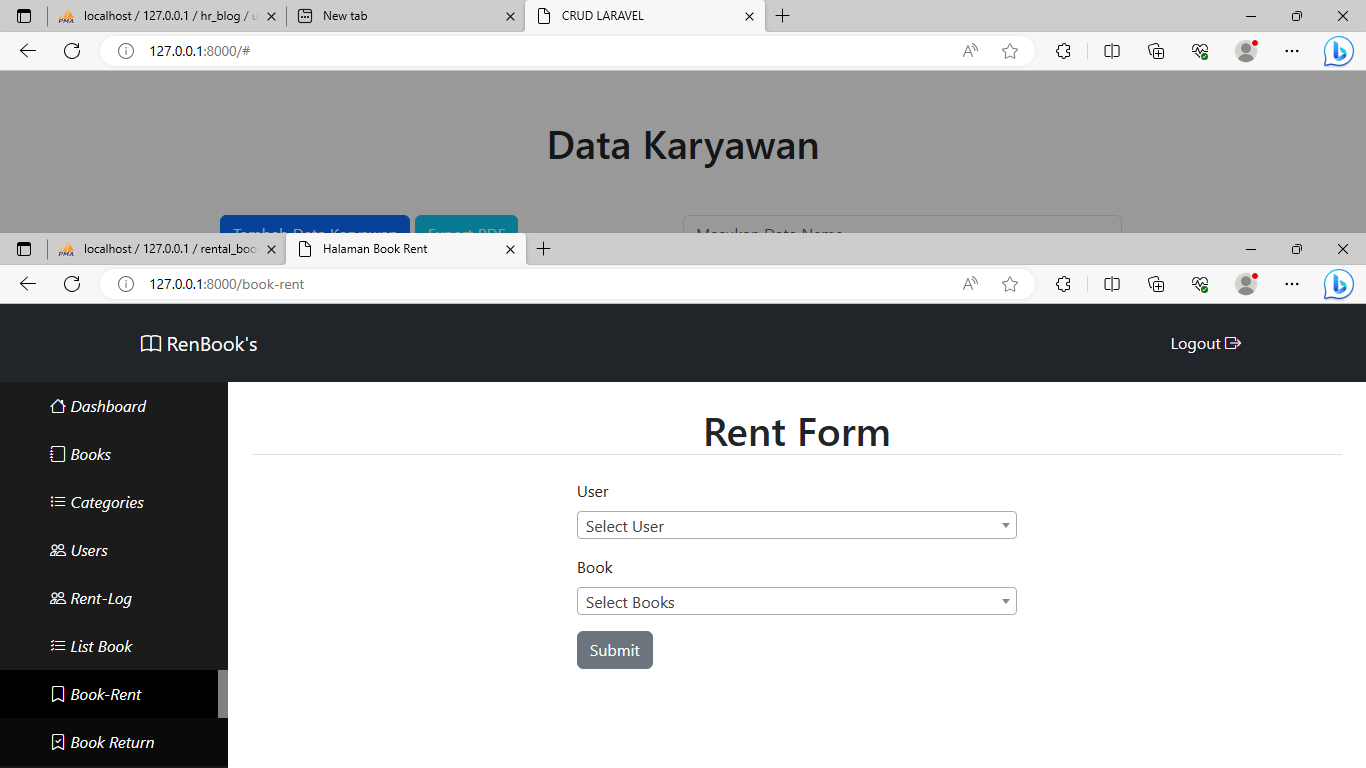 localhost / 127.0.0.1 / hr_blog / u
New tab
CRUD LARAVEL
127.0.0.1:8000/#
Data Karyawan
Tambah Data Karyawan
Export PDF
Masukan Data Name
localhost / 127.0.0.1 / rental_boo
Halaman Book Rent
127.0.0.1:8000/book-rent
RenBook's
Logout
Dashboard
Books
Categories
Users
Rent-Log
List Book
Book-Rent
Book Return
Rent Form
User
Select User
Book
Select Books
Submit